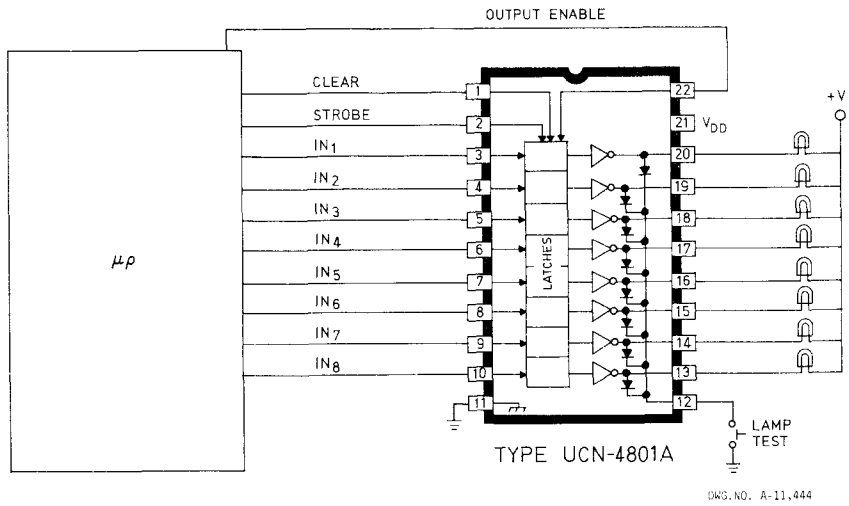 OUTPUT ENABLE
CLEAR
STROBE
IN1
IN2
IN3
IN4
IN5
IN6
IN7
IN8
μρ
1
2
3
4
5
6
7
8
9
10
11
LATCHES
22
21
20
19
18
17
16
15
14
13
12
VDD
+V
LAMP
TEST
TYPE UCN-4801A
DWG.NO. A-11,444